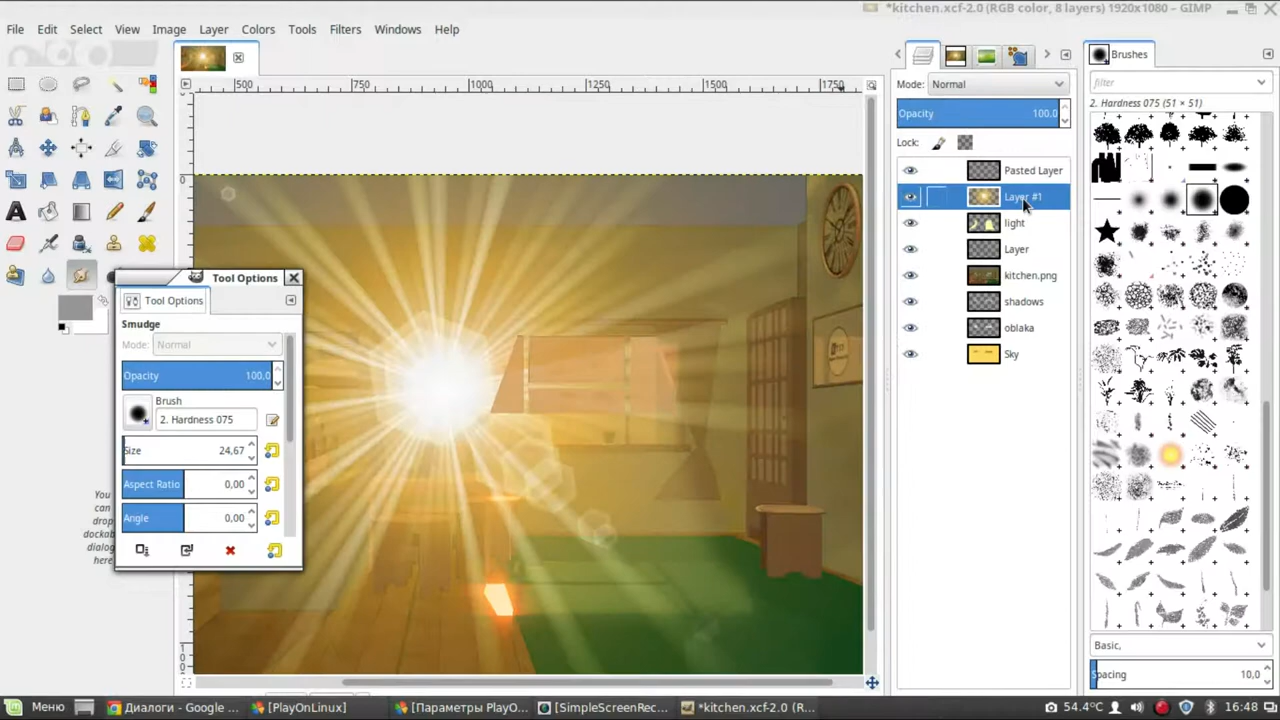 *kitchen.xcf-2.0 (RGB color, 8 layers) 1920x1080 – GIMP
File Edit Select View Image Layer Colors Tools Filters Windows Help
500 750 1000 1250 1500 1750
0
Tool Options
Tool Options
Smudge
Mode: Normal
Opacity 100,0
Brush
2. Hardness 075
Size 24,67
Aspect Ratio 0,00
Angle 0,00
You
can
drop
dockab
dialog
here
Mode: Normal
Opacity 100,0
Lock:
Pasted Layer
Layer #1
light
Layer
kitchen.png
shadows
oblaka
Sky
Brushes
filter
2. Hardness 075 (51 × 51)
Basic,
Spacing 10,0
Меню Диалоги - Google ... [PlayOnLinux] [Параметры PlayO... [SimpleScreenRec... *kitchen.xcf-2.0 (R... 54.4°C 16:48